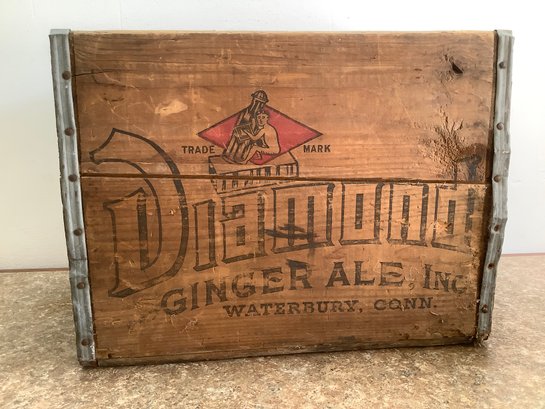 TRADE MARK
DIAMOND
GINGER ALE, INC
WATERBURY, CONN.